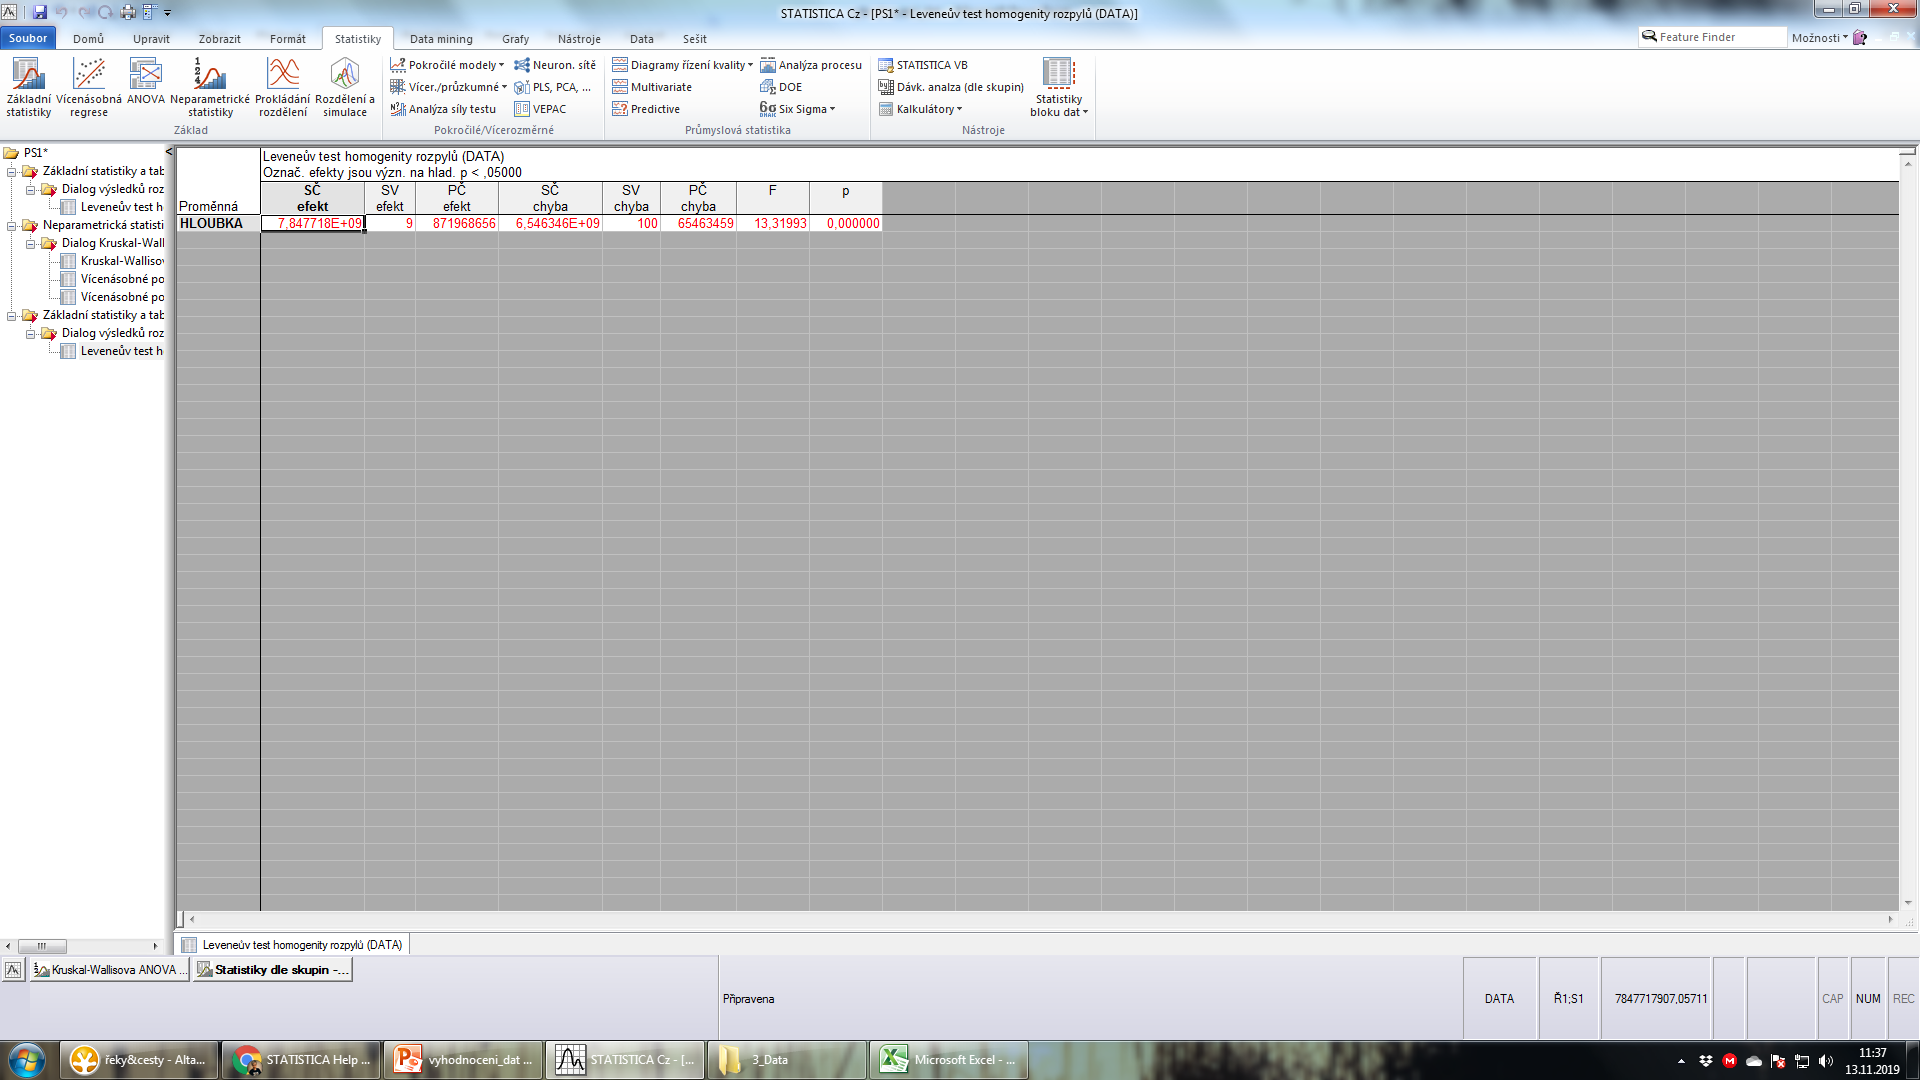 STATISTICA Cz - [PS1* - Leveneův test homogenity rozpylů (DATA)]
Soubor Domů Upravit Zobrazit Formát Statistiky Data mining Grafy Nástroje Data Sešit Feature Finder Možnosti
Základní statistiky
Vícenásobná regrese
ANOVA
Neparametrické statistiky
Prokládání rozdělení
Rozdělení a simulace
Základ
Pokročilé modely
Neuron. sítě
Vícer./průzkumné
PLS, PCA, ...
Analýza síly testu
VEPAC
Pokročilé/Vícerozměrné
Diagramy řízení kvality
Analýza procesu
Multivariate
DOE
Predictive
Six Sigma
Průmyslová statistika
STATISTICA VB
Dávk. analza (dle skupin)
Kalkulátory
Statistiky bloku dat
Nástroje
PS1*
Základní statistiky a tab
Dialog výsledků roz
Leveneův test h
Neparametrická statisti
Dialog Kruskal-Wall
Kruskal-Wallisov
Vícenásobné po
Vícenásobné po
Základní statistiky a tab
Dialog výsledků roz
Leveneův test h
Leveneův test homogenity rozpylů (DATA)
Označ. efekty jsou význ. na hlad. p < ,05000
SČ SV PČ SČ SV PČ F p
Proměnná efekt efekt efekt chyba chyba chyba
HLOUBKA 7,847718E+09 9 871968656 6,546346E+09 100 65463459 13,31993 0,000000
Leveneův test homogenity rozpylů (DATA)
Kruskal-Wallisova ANOVA ... Statistiky dle skupin -...
Připravena DATA Ř1;S1 7847717907,05711 CAP NUM REC
řeky&cesty - Alta... STATISTICA Help ... vyhodnoceni_dat ... STATISTICA Cz - [... 3_Data Microsoft Excel - ...
11:37
13.11.2019